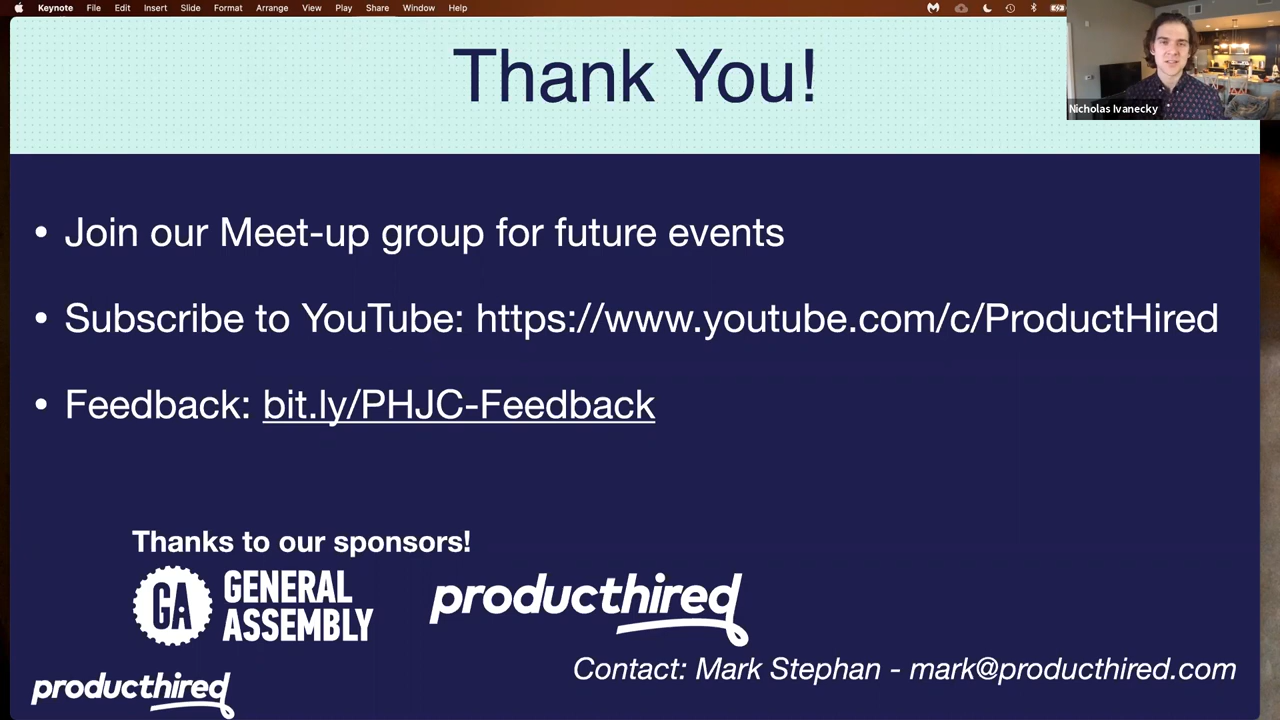 Keynote File Edit Insert Slide Format Arrange View Play Share Window Help
Thank You!
Nicholas Ivanecky
• Join our Meet-up group for future events
• Subscribe to YouTube: https://www.youtube.com/c/ProductHired
• Feedback: bit.ly/PHJC-Feedback
Thanks to our sponsors!
GA GENERAL
ASSEMBLY
producthired
Contact: Mark Stephan - mark@producthired.com
producthired